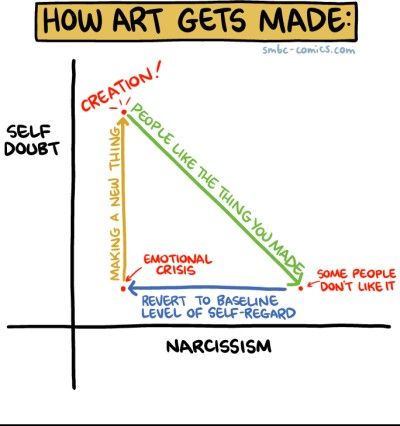 HOW ART GETS MADE:
smbc-comics.com
CREATION!
SELF
DOUBT
PEOPLE LIKE THE THING YOU MADE
MAKING A NEW THING
EMOTIONAL
CRISIS
SOME PEOPLE
DON'T LIKE IT
REVERT TO BASELINE
LEVEL OF SELF-REGARD
NARCISSISM